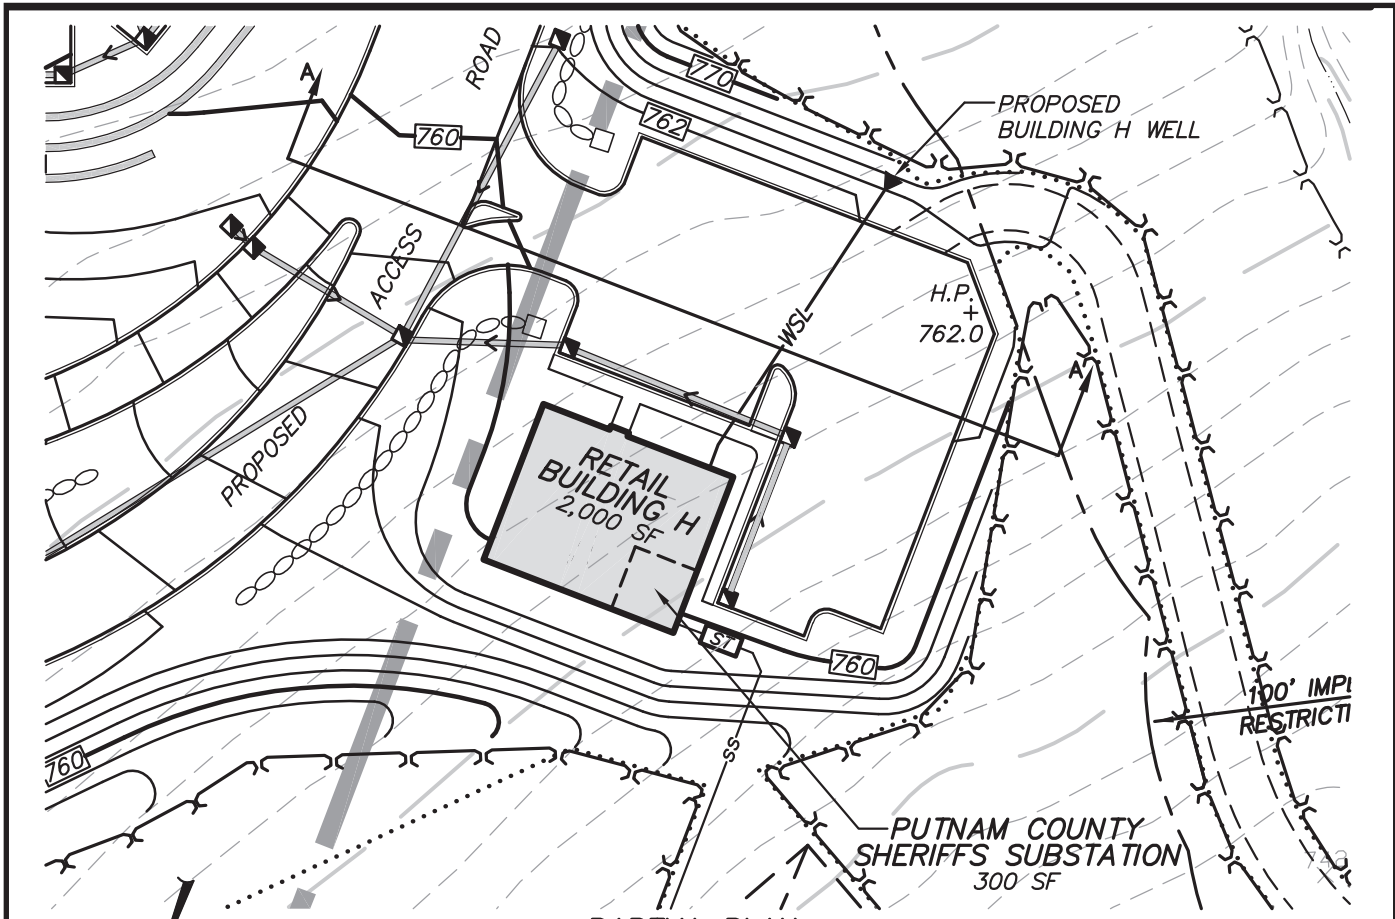 ROAD
A
770
760
762
PROPOSED
BUILDING H WELL
ACCESS
H.P.
+
762.0
WSL
A
PROPOSED
RETAIL
BUILDING H
2,000 SF
ST
760
100' IMPE
RESTRICTI
SS
760
PUTNAM COUNTY
SHERIFFS SUBSTATION
300 SF